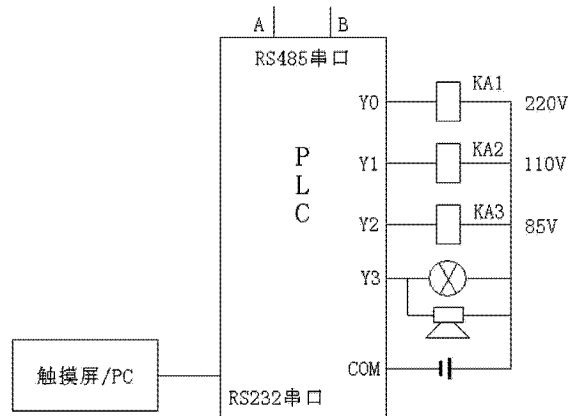 A B
RS485串口
Y0 KA1 220V
P
L
C
Y1 KA2 110V
Y2 KA3 85V
Y3
COM
触摸屏/PC
RS232串口